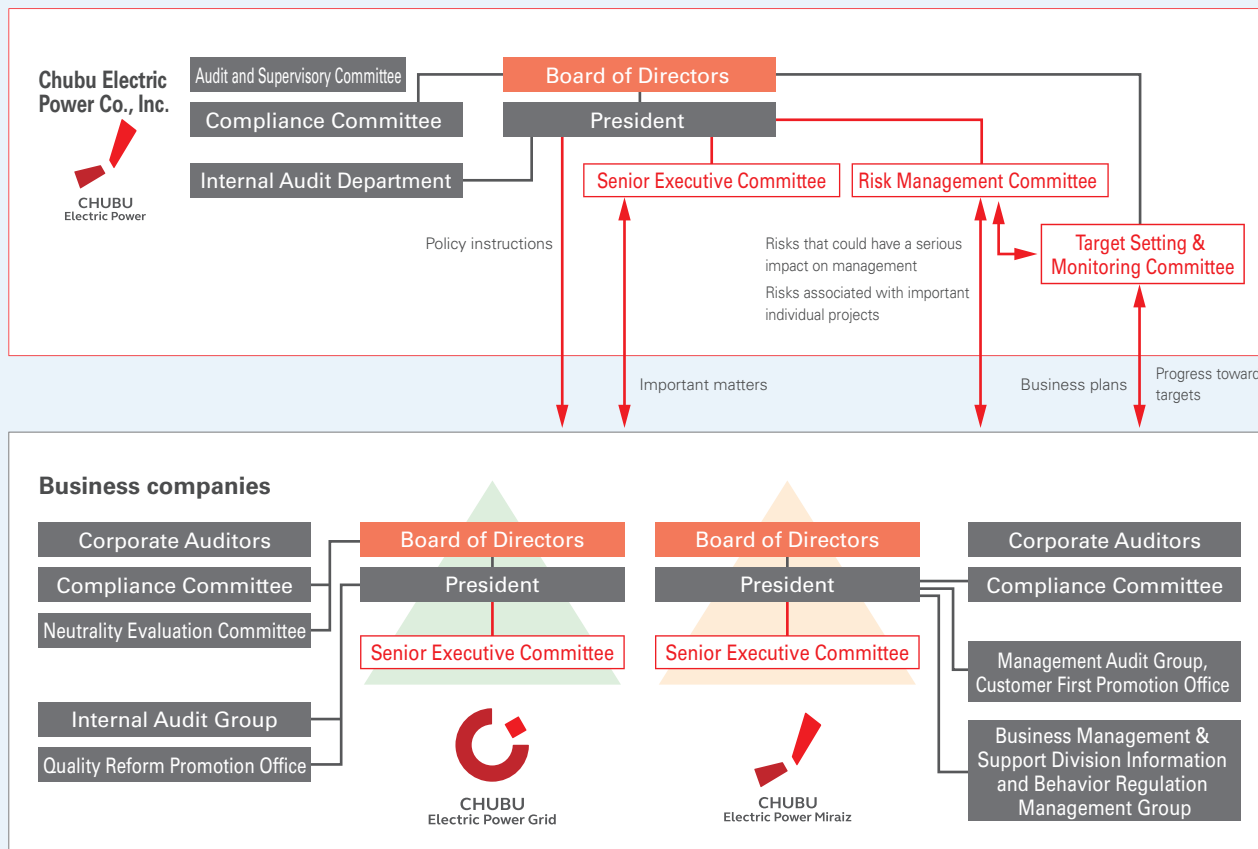 Chubu Electric
Power Co., Inc.
CHUBU
Electric Power
Audit and Supervisory Committee
Compliance Committee
Internal Audit Department
Board of Directors
President
Senior Executive Committee
Risk Management Committee
Target Setting &
Monitoring Committee
Policy instructions
Risks that could have a serious
impact on management
Risks associated with important
individual projects
Important matters
Business plans
Progress toward
targets
Business companies
Corporate Auditors
Compliance Committee
Neutrality Evaluation Committee
Internal Audit Group
Quality Reform Promotion Office
Board of Directors
President
Senior Executive Committee
CHUBU
Electric Power Grid
Board of Directors
President
Senior Executive Committee
CHUBU
Electric Power Miraiz
Corporate Auditors
Compliance Committee
Management Audit Group,
Customer First Promotion Office
Business Management &
Support Division Information
and Behavior Regulation
Management Group